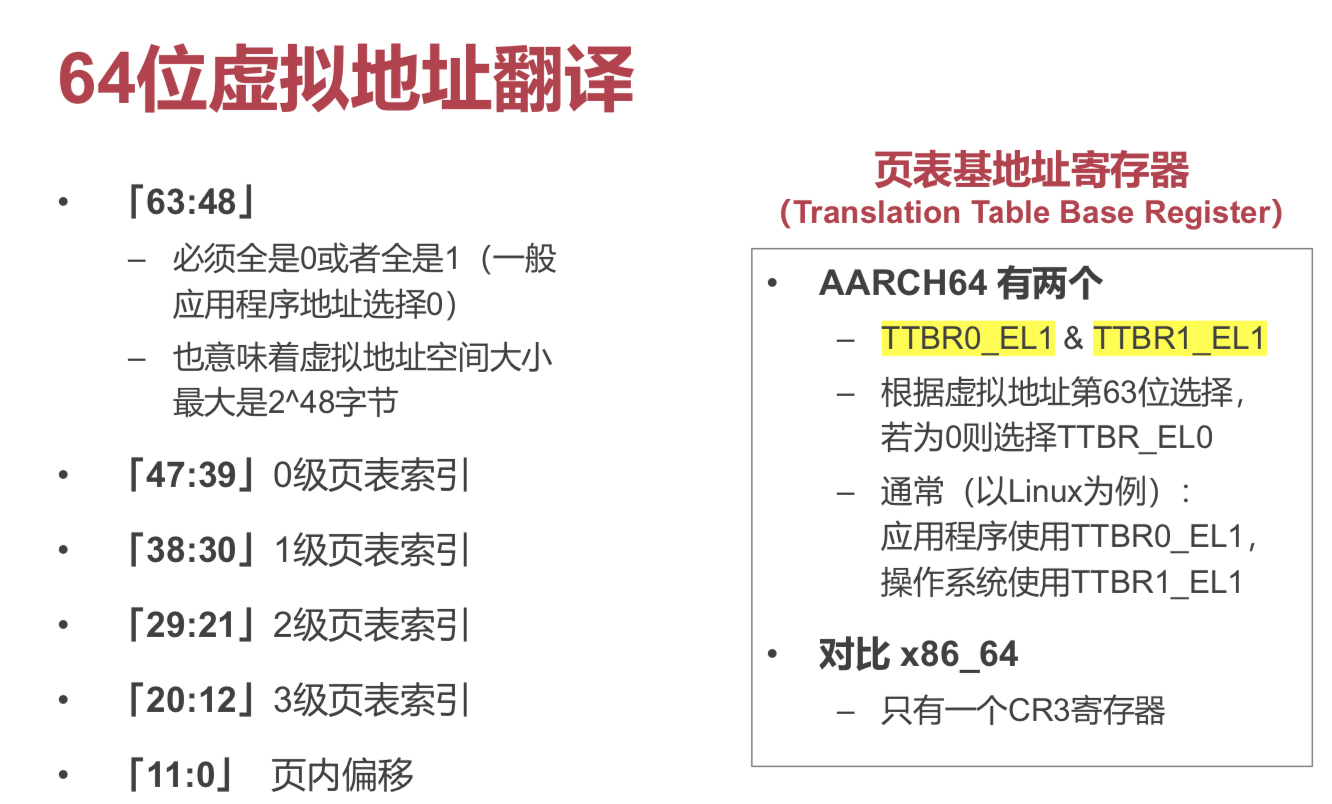 64位虚拟地址翻译
• 「63:48」
– 必须全是0或者全是1（一般
应用程序地址选择0）
– 也意味着虚拟地址空间大小
最大是2^48字节
• 「47:39」0级页表索引
• 「38:30」1级页表索引
• 「29:21」2级页表索引
• 「20:12」3级页表索引
• 「11:0」 页内偏移
页表基地址寄存器
（Translation Table Base Register）
• AARCH64 有两个
– TTBR0_EL1 & TTBR1_EL1
– 根据虚拟地址第63位选择，
若为0则选择TTBR_EL0
– 通常（以Linux为例）：
应用程序使用TTBR0_EL1，
操作系统使用TTBR1_EL1
• 对比 x86_64
– 只有一个CR3寄存器